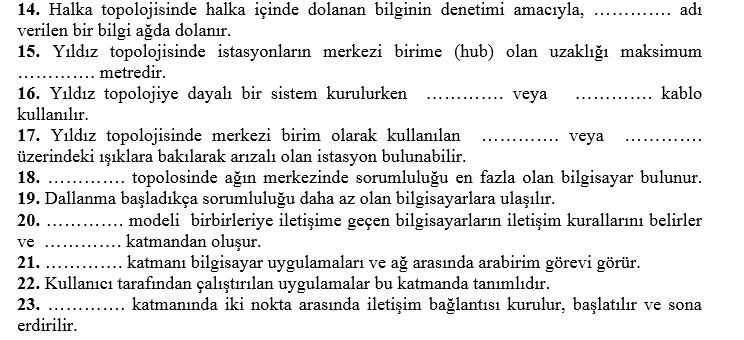 14. Halka topolojisinde halka içinde dolanan bilginin denetimi amacıyla, …………. adı
verilen bir bilgi ağda dolanır.
15. Yıldız topolojisinde istasyonların merkezi birime (hub) olan uzaklığı maksimum
…………. metredir.
16. Yıldız topolojiye dayalı bir sistem kurulurken …………. veya …………. kablo
kullanılır.
17. Yıldız topolojisinde merkezi birim olarak kullanılan …………. veya ………….
üzerindeki ışıklara bakılarak arızalı olan istasyon bulunabilir.
18. …………. topolosinde ağın merkezinde sorumluluğu en fazla olan bilgisayar bulunur.
19. Dallanma başladıkça sorumluluğu daha az olan bilgisayarlara ulaşılır.
20. …………. modeli birbirleriye iletişime geçen bilgisayarların iletişim kurallarını belirler
ve …………. katmandan oluşur.
21. …………. katmanı bilgisayar uygulamaları ve ağ arasında arabirim görevi görür.
22. Kullanıcı tarafından çalıştırılan uygulamalar bu katmanda tanımlıdır.
23. …………. katmanında iki nokta arasında iletişim bağlantısı kurulur, başlatılır ve sona
erdirilir.